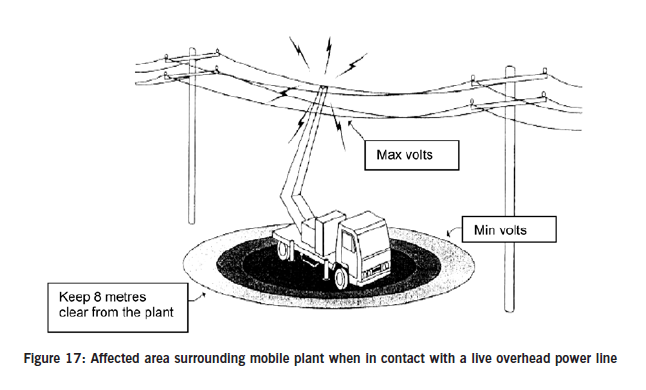 Max volts
Min volts
Keep 8 metres
clear from the plant
Figure 17: Affected area surrounding mobile plant when in contact with a live overhead power line